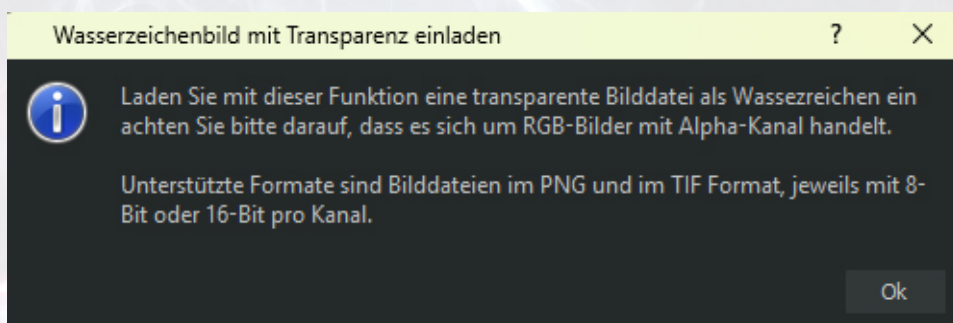 Wasserzeichenbild mit Transparenz einladen ?
Laden Sie mit dieser Funktion eine transparente Bilddatei als Wassezreichen ein
achten Sie bitte darauf, dass es sich um RGB-Bilder mit Alpha-Kanal handelt.
Unterstützte Formate sind Bilddateien im PNG und im TIF Format, jeweils mit 8-
Bit oder 16-Bit pro Kanal.
Ok